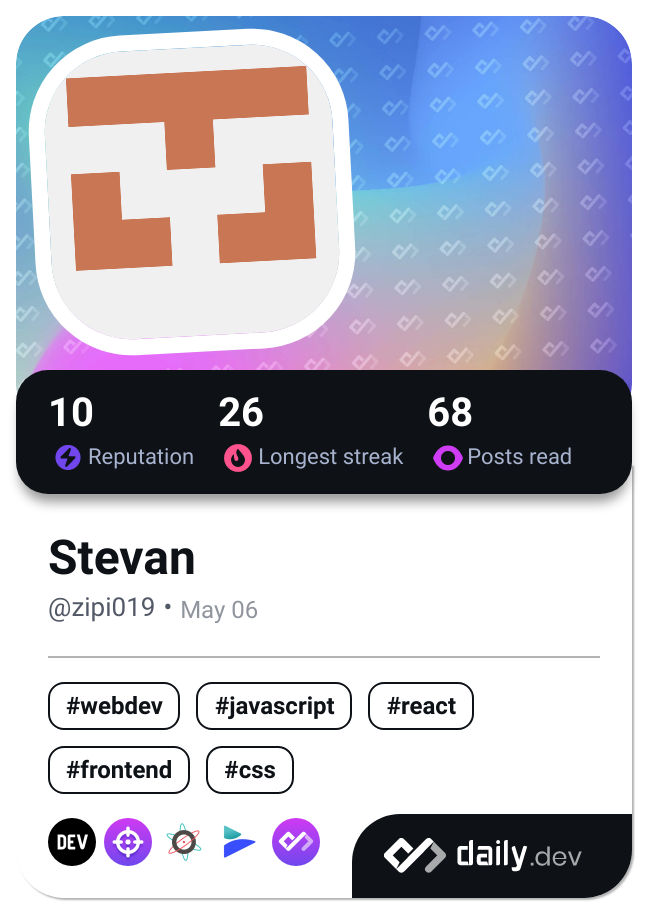 10 26 68
Reputation Longest streak Posts read
Stevan
@zipi019 • May 06
#webdev #javascript #react
#frontend #css
DEV
daily.dev